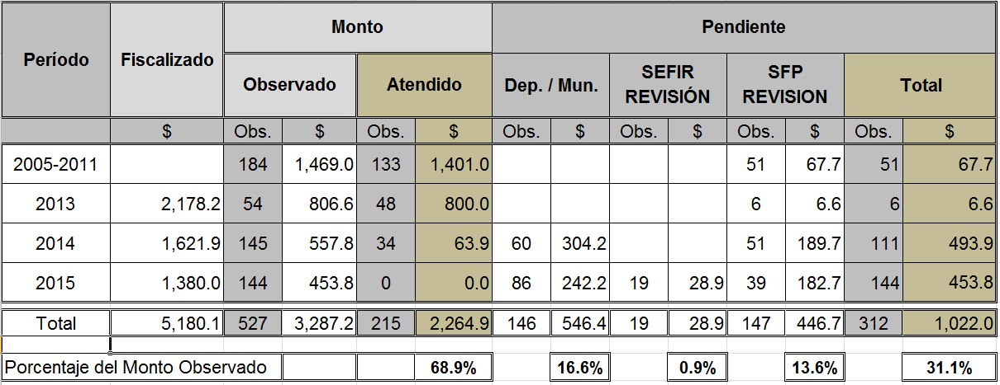 Período Fiscalizado Monto Pendiente
Observado Atendido Dep. / Mun. SEFIR REVISIÓN SFP REVISION Total
$ Obs. $ Obs. $ Obs. $ Obs. $ Obs. $ Obs. $
2005-2011 184 1,469.0 133 1,401.0 51 67.7 51 67.7
2013 2,178.2 54 806.6 48 800.0 6 6.6 6 6.6
2014 1,621.9 145 557.8 34 63.9 60 304.2 51 189.7 111 493.9
2015 1,380.0 144 453.8 0 0.0 86 242.2 19 28.9 39 182.7 144 453.8
Total 5,180.1 527 3,287.2 215 2,264.9 146 546.4 19 28.9 147 446.7 312 1,022.0
Porcentaje del Monto Observado 68.9% 16.6% 0.9% 13.6% 31.1%